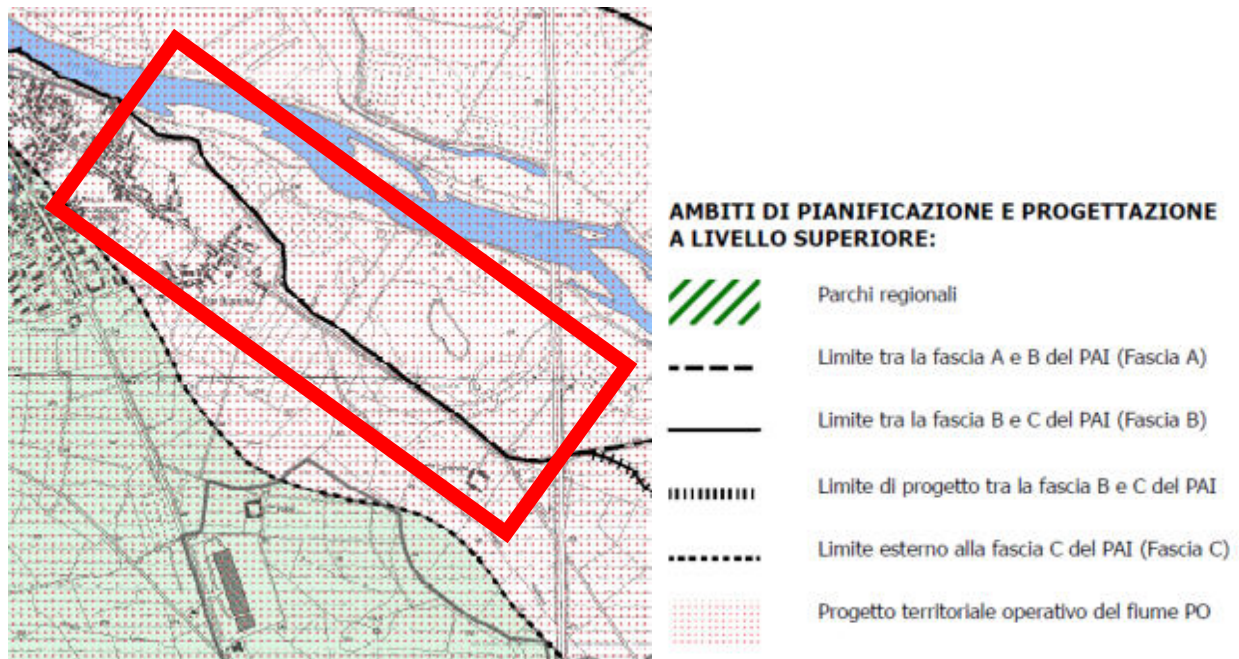 AMBITI DI PIANIFICAZIONE E PROGETTAZIONE
A LIVELLO SUPERIORE:
Parchi regionali
Limite tra la fascia A e B del PAI (Fascia A)
Limite tra la fascia B e C del PAI (Fascia B)
Limite di progetto tra la fascia B e C del PAI
Limite esterno alla fascia C del PAI (Fascia C)
Progetto territoriale operativo del fiume PO